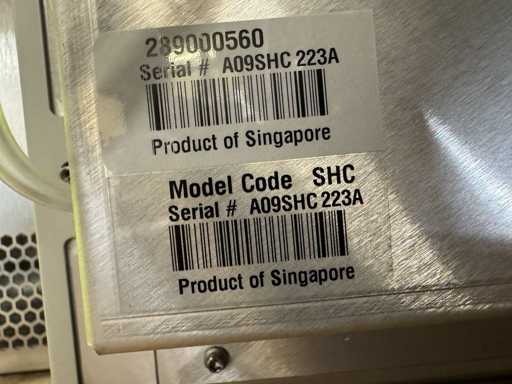 289000560
Serial # A09SHC 223A
Product of Singapore
Model Code SHC
Serial # A09SHC 223A
Product of Singapore